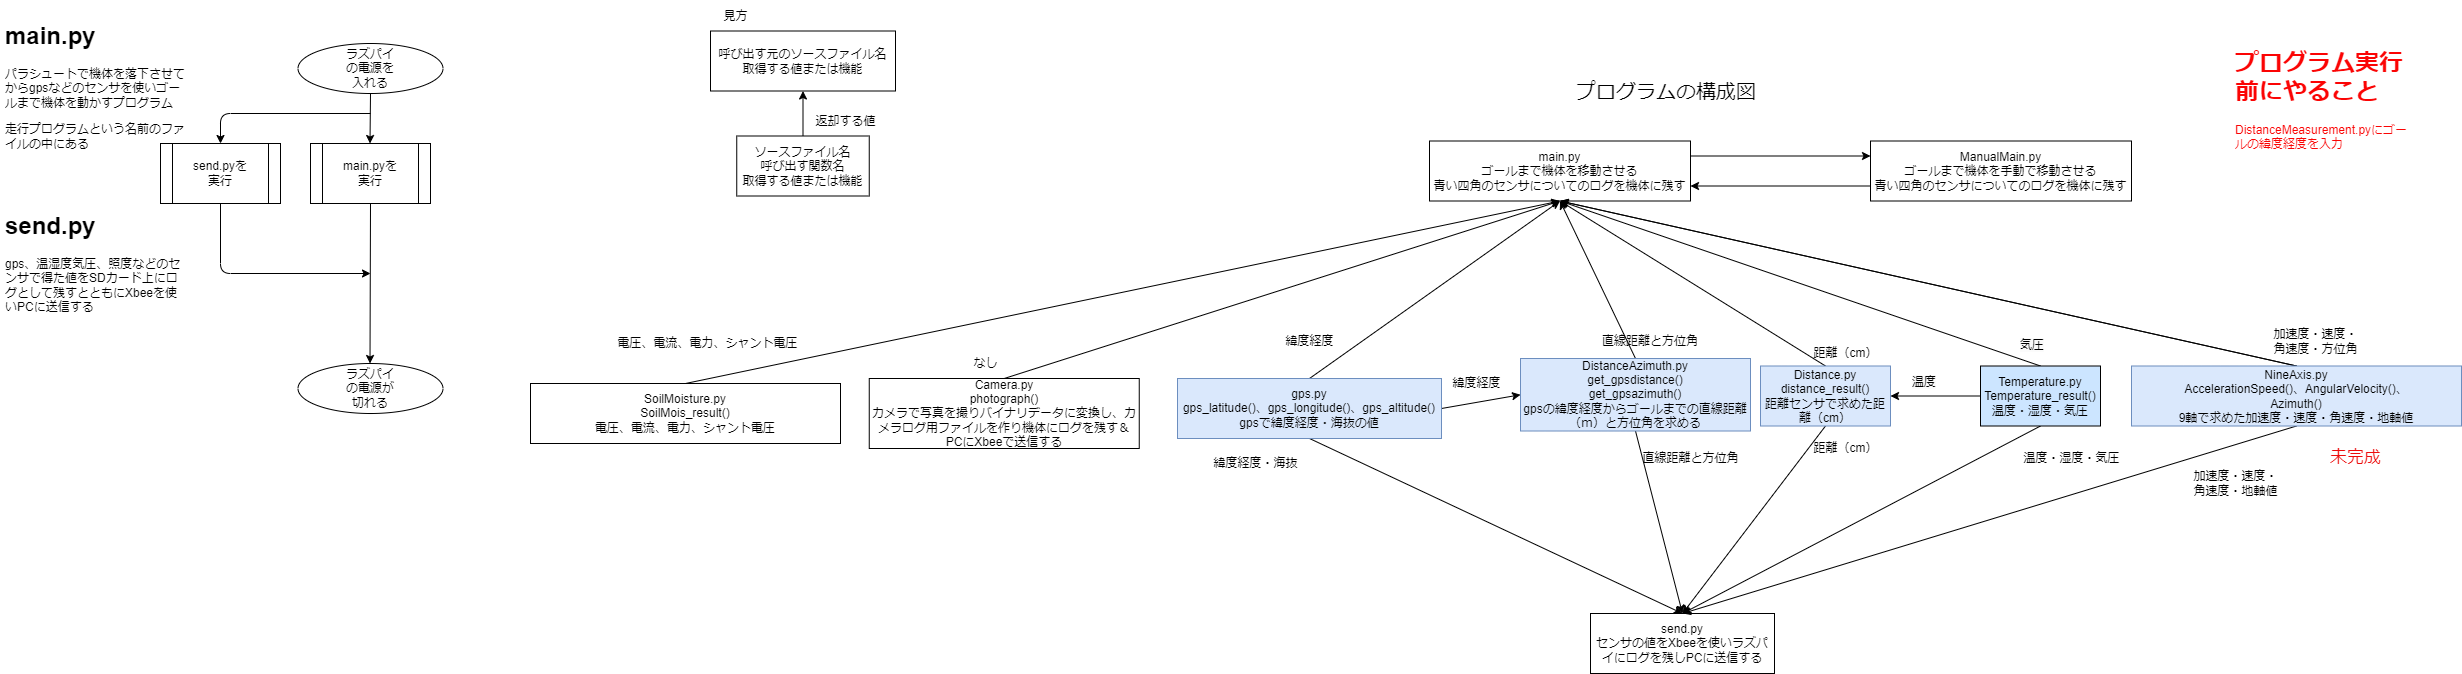 main.py
パラシュートで機体を落下させて
からgpsなどのセンサを使いゴー
ルまで機体を動かすプログラム
走行プログラムという名前のファ
イルの中にある
send.py
gps、温湿度気圧、照度などのセ
ンサで得た値をSDカード上にロ
グとして残すとともにXbeeを使
いPCに送信する
ラズパイ
の電源を
入れる
send.pyを
実行
main.pyを
実行
ラズパイ
の電源が
切れる
見方
呼び出す元のソースファイル名
取得する値または機能
返却する値
ソースファイル名
呼び出す関数名
取得する値または機能
プログラムの構成図
プログラム実行
前にやること
DistanceMeasurement.pyにゴー
ルの緯度経度を入力
main.py
ゴールまで機体を移動させる
青い四角のセンサについてのログを機体に残す
ManualMain.py
ゴールまで機体を手動で移動させる
青い四角のセンサについてのログを機体に残す
電圧、電流、電力、シャント電圧
なし
緯度経度
直線距離と方位角
距離（cm）
気圧
加速度・速度・
角速度・方位角
SoilMoisture.py
SoilMois_result()
電圧、電流、電力、シャント電圧
Camera.py
photograph()
カメラで写真を撮りバイナリデータに変換し、カ
メラログ用ファイルを作り機体にログを残す＆
PCにXbeeで送信する
gps.py
gps_latitude()、gps_longitude()、gps_altitude()
gpsで緯度経度・海抜の値
緯度経度
DistanceAzimuth.py
get_gpsdistance()
get_gpsazimuth()
gpsの緯度経度からゴールまでの直線距離
（m）と方位角を求める
Distance.py
distance_result()
距離センサで求めた距
離（cm）
温度
Temperature.py
Temperature_result()
温度・湿度・気圧
NineAxis.py
AccelerationSpeed()、AngularVelocity()、
Azimuth()
9軸で求めた加速度・速度・角速度・地軸値
未完成
緯度経度・海抜
直線距離と方位角
距離（cm）
温度・湿度・気圧
加速度・速度・
角速度・地軸値
send.py
センサの値をXbeeを使いラズパ
イにログを残しPCに送信する